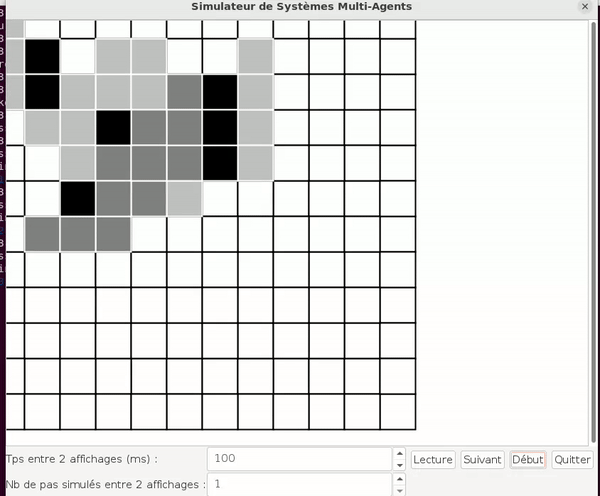 Simulateur de Systèmes Multi-Agents
Tps entre 2 affichages (ms) :
100
Lecture
Suivant
Début
Quitter
Nb de pas simulés entre 2 affichages :
1